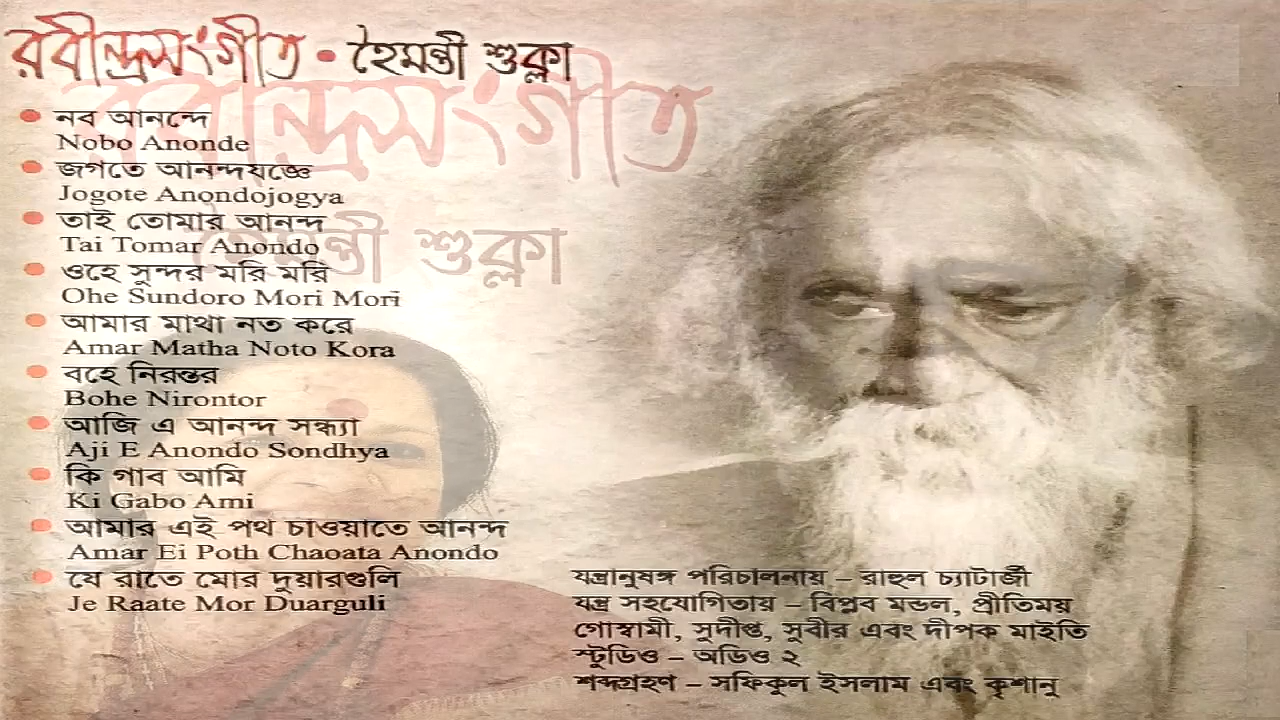 রবীন্দ্রসংগীত • হৈমন্তী শুক্লা
রবীন্দ্রসংগীত
হৈমন্তী শুক্লা
• নব আনন্দে
Nobo Anonde
• জগতে আনন্দযজ্ঞে
Jogote Anondojogya
• তাই তোমার আনন্দ
Tai Tomar Anondo
• ওহে সুন্দর মরি মরি
Ohe Sundoro Mori Mori
• আমার মাথা নত করে
Amar Matha Noto Kora
• বহে নিরন্তর
Bohe Nirontor
• আজি এ আনন্দ সন্ধ্যা
Aji E Anondo Sondhya
• কি গাব আমি
Ki Gabo Ami
• আমার এই পথ চাওয়াতে আনন্দ
Amar Ei Poth Chaoata Anondo
• যে রাতে মোর দুয়ারগুলি
Je Raate Mor Duarguli
যন্ত্রানুষঙ্গ পরিচালনায় – রাহুল চ্যাটার্জী
যন্ত্র সহযোগিতায় – বিপ্লব মন্ডল, প্রীতিময়
গোস্বামী, সুদীপ্ত, সুবীর এবং দীপক মাইতি
স্টুডিও – অডিও ২
শব্দগ্রহণ – সফিকুল ইসলাম এবং কৃশানু